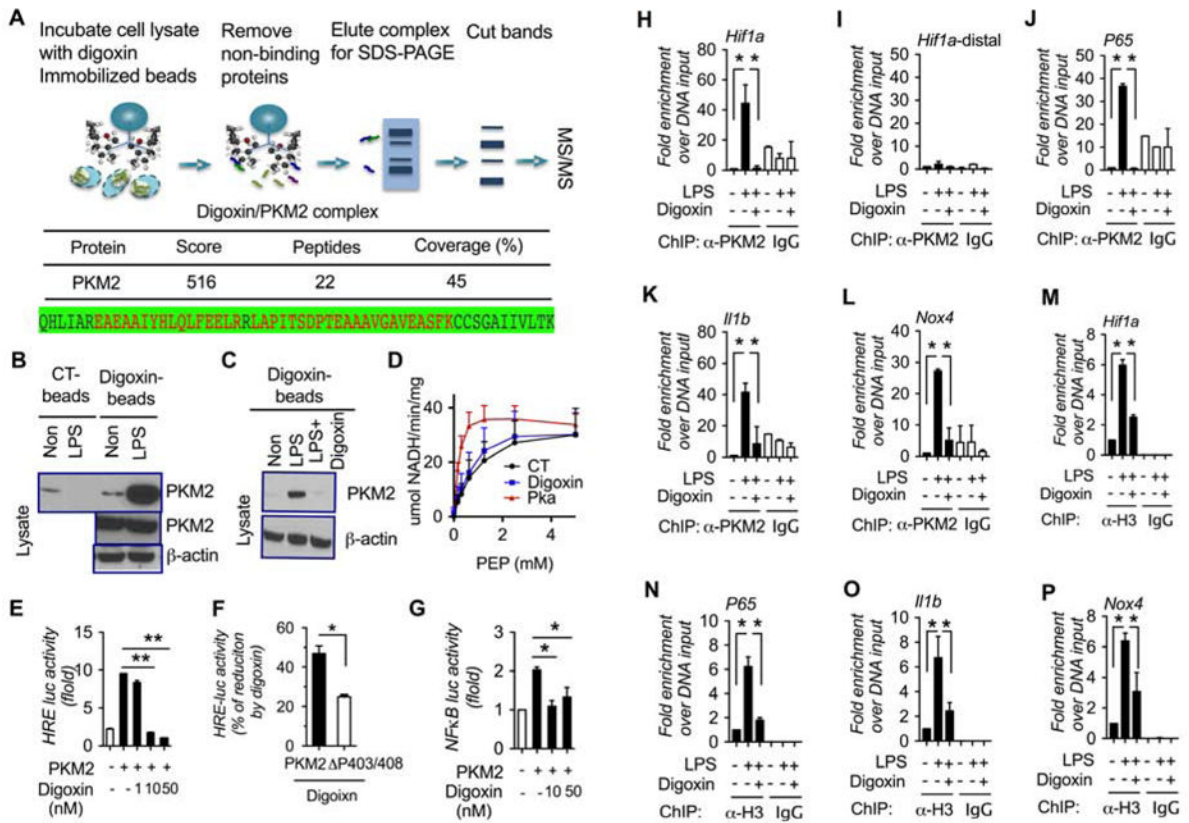 A
Incubate cell lysate
with digoxin
Immobilized beads
Remove
non-binding
proteins
Elute complex
for SDS-PAGE
Cut bands
MS/MS
Digoxin/PKM2 complex
Protein Score Peptides Coverage (%)
PKM2 516 22 45
QHLIAREAEAAIYHLQLFEELRRLAPITSDPTEAAAVGAVEASFKCCSGAIIVLTK
B
CT-
beads
Digoxin-
beads
Non
LPS
Non
LPS
PKM2
PKM2
β-actin
Lysate
C
Digoxin-
beads
Non
LPS
LPS+
Digoxin
PKM2
β-actin
Lysate
D
umol NADH/min/mg
40
20
0
0 2 4
PEP (mM)
CT
Digoxin
Pka
E
HRE luc activity
(flold)
15
10
5
0
** **
PKM2 - + + + +
Digoxin - - 1 10 50
(nM)
F
HRE-luc activity
(% of reduciton
by digoxin)
60
40
20
0
*
PKM2 ΔP403/408
Digoixn
G
NFκB luc activity
(fold)
3
2
1
0
* *
PKM2 - + + +
Digoxin - - 10 50
(nM)
H
Hif1a
Fold enrichment
over DNA input
80
60
40
20
0
* *
LPS - + + - + +
Digoxin - - + - - +
ChIP: α-PKM2 IgG
I
Hif1a-distal
Fold enrichment
over DNA input
50
40
30
20
10
0
LPS - + + - + +
Digoxin - - + - - +
ChIP: α-PKM2 IgG
J
P65
Fold enrichment
over DNA input
50
40
30
20
10
0
* *
LPS - + + - + +
Digoxin - - + - - +
ChIP: α-PKM2 IgG
K
Il1b
Fold enrichment
over DNA inputl
80
60
40
20
0
* *
LPS - + + - + +
Digoxin - - + - - +
ChIP: α-PKM2 IgG
L
Nox4
Fold enrichment
over DNA input
40
30
20
10
0
* *
LPS - + + - + +
Digoxin - - + - - +
ChIP: α-PKM2 IgG
M
Hif1a
Fold enrichment
over DNA input
8
6
4
2
0
* *
LPS - + + - + +
Digoxin - - + - - +
ChIP: α-H3 IgG
N
P65
Fold enrichment
over DNA input
10
8
6
4
2
0
* *
LPS - + + - + +
Digoxin - - + - - +
ChIP: α-H3 IgG
O
Il1b
Fold enrichment
over DNA input
10
8
6
4
2
0
* *
LPS - + + - + +
Digoxin - - + - - +
ChIP: α-H3 IgG
P
Nox4
Fold enrichment
over DNA input
8
6
4
2
0
* *
LPS - + + - + +
Digoxin - - + - - +
ChIP: α-H3 IgG